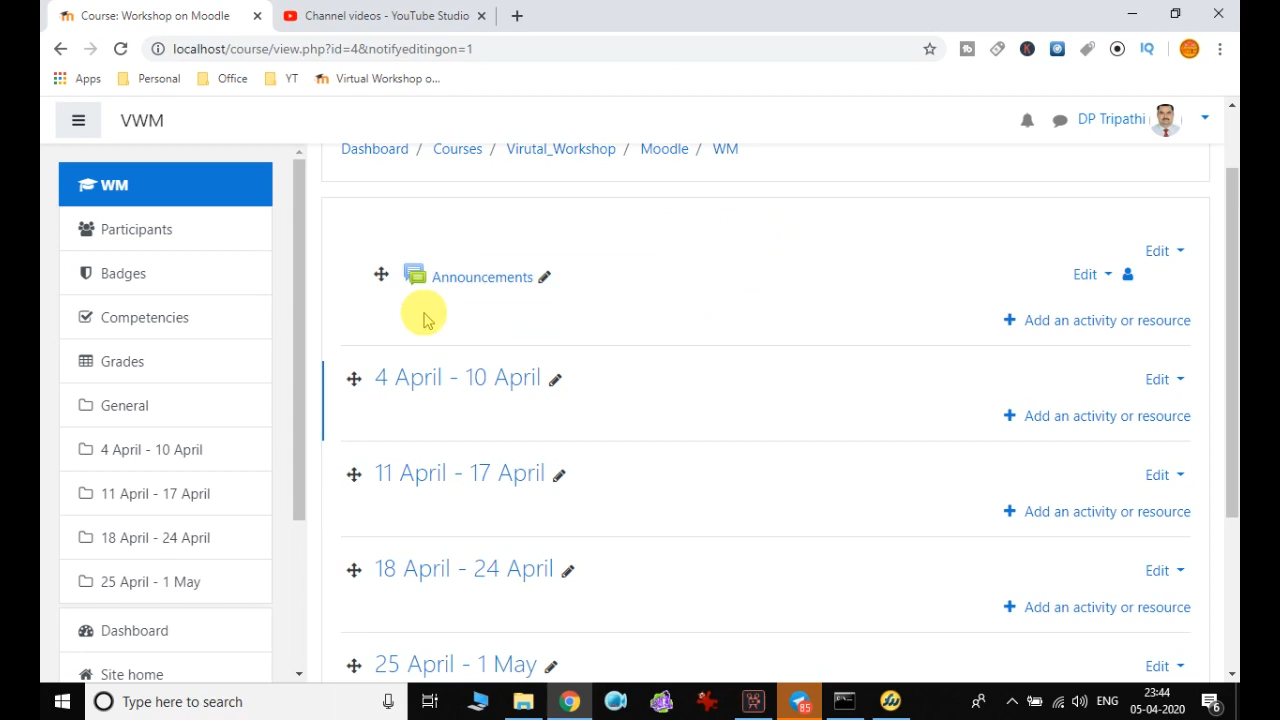 Course: Workshop on Moodle
Channel videos - YouTube Studio
localhost/course/view.php?id=4&notifyeditingon=1
IQ
Apps
Personal
Office
YT
Virtual Workshop o...
VWM
DP Tripathi
WM
Participants
Badges
Competencies
Grades
General
4 April - 10 April
11 April - 17 April
18 April - 24 April
25 April - 1 May
Dashboard
Site home
Dashboard / Courses / Virutal_Workshop / Moodle / WM
Edit
Announcements
Edit
Add an activity or resource
4 April - 10 April
Edit
Add an activity or resource
11 April - 17 April
Edit
Add an activity or resource
18 April - 24 April
Edit
Add an activity or resource
25 April - 1 May
Edit
Type here to search
85
ENG
23:44
05-04-2020
6